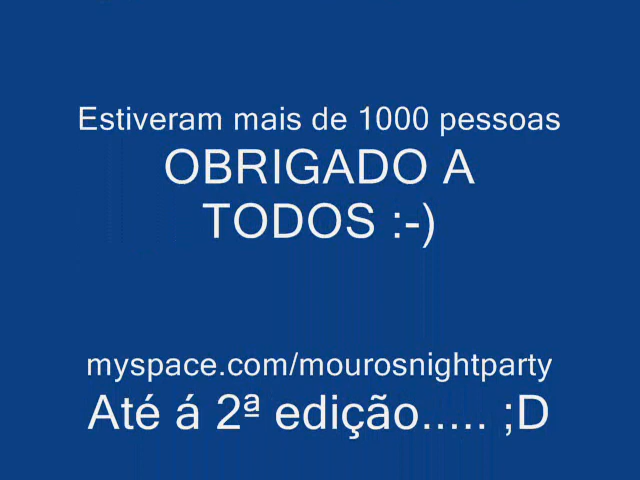 Estiveram mais de 1000 pessoas
OBRIGADO A
TODOS :-)
myspace.com/mourosnightparty
Até á 2ª edição..... ;D